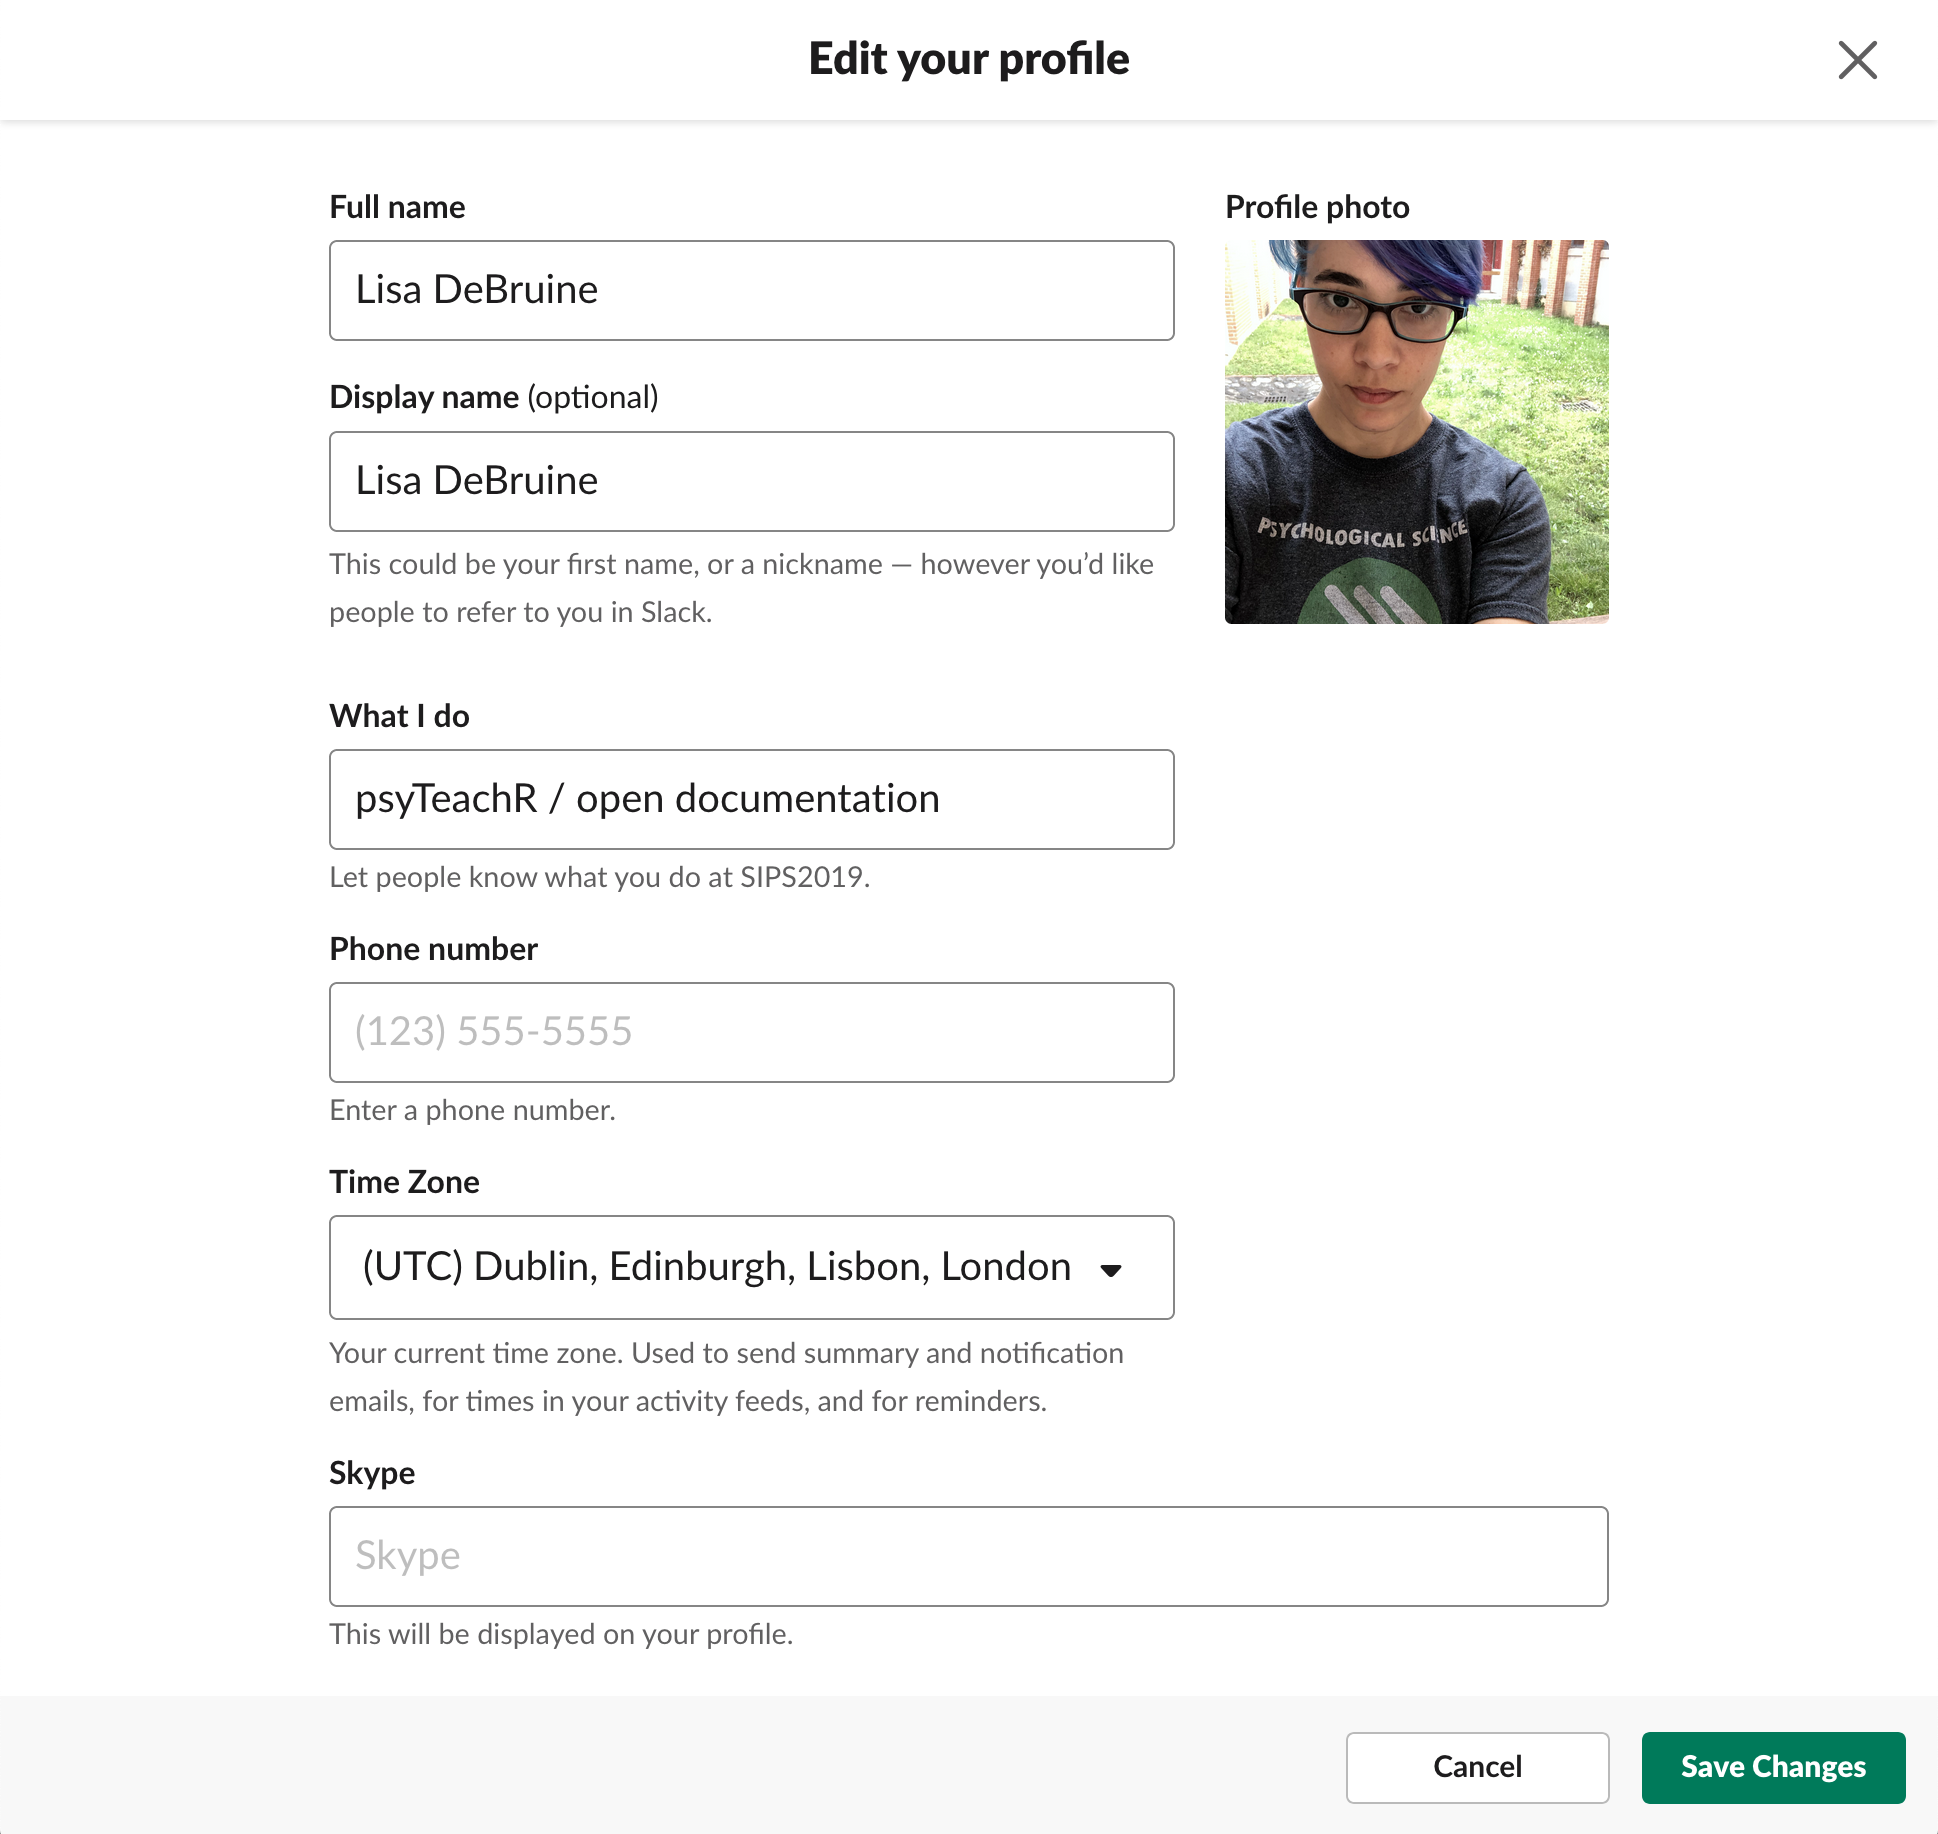 Edit your profile
Full name
Lisa DeBruine
Display name (optional)
Lisa DeBruine
This could be your first name, or a nickname — however you’d like
people to refer to you in Slack.
Profile photo
PSYCHOLOGICAL SCIENCE
What I do
psyTeachR / open documentation
Let people know what you do at SIPS2019.
Phone number
(123) 555-5555
Enter a phone number.
Time Zone
(UTC) Dublin, Edinburgh, Lisbon, London
Your current time zone. Used to send summary and notification
emails, for times in your activity feeds, and for reminders.
Skype
Skype
This will be displayed on your profile.
Cancel
Save Changes